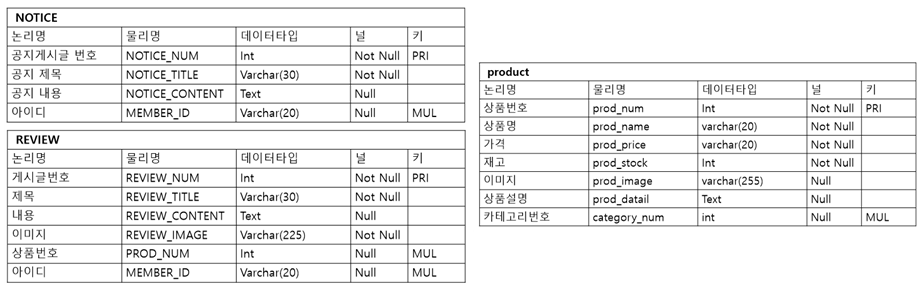 NOTICE
논리명 물리명 데이터타입 널 키
공지게시글 번호 NOTICE_NUM Int Not Null PRI
공지 제목 NOTICE_TITLE Varchar(30) Not Null
공지 내용 NOTICE_CONTENT Text Null
아이디 MEMBER_ID Varchar(20) Null MUL
REVIEW
논리명 물리명 데이터타입 널 키
게시글번호 REVIEW_NUM Int Not Null PRI
제목 REVIEW_TITLE Varchar(30) Not Null
내용 REVIEW_CONTENT Text Null
이미지 REVIEW_IMAGE Varchar(225) Not Null
상품번호 PROD_NUM Int Null MUL
아이디 MEMBER_ID Varchar(20) Null MUL
product
논리명 물리명 데이터타입 널 키
상품번호 prod_num Int Not Null PRI
상품명 prod_name varchar(20) Not Null
가격 prod_price varchar(20) Not Null
재고 prod_stock Int Not Null
이미지 prod_image varchar(255) Null
상품설명 prod_datail Text Null
카테고리번호 category_num int Null MUL